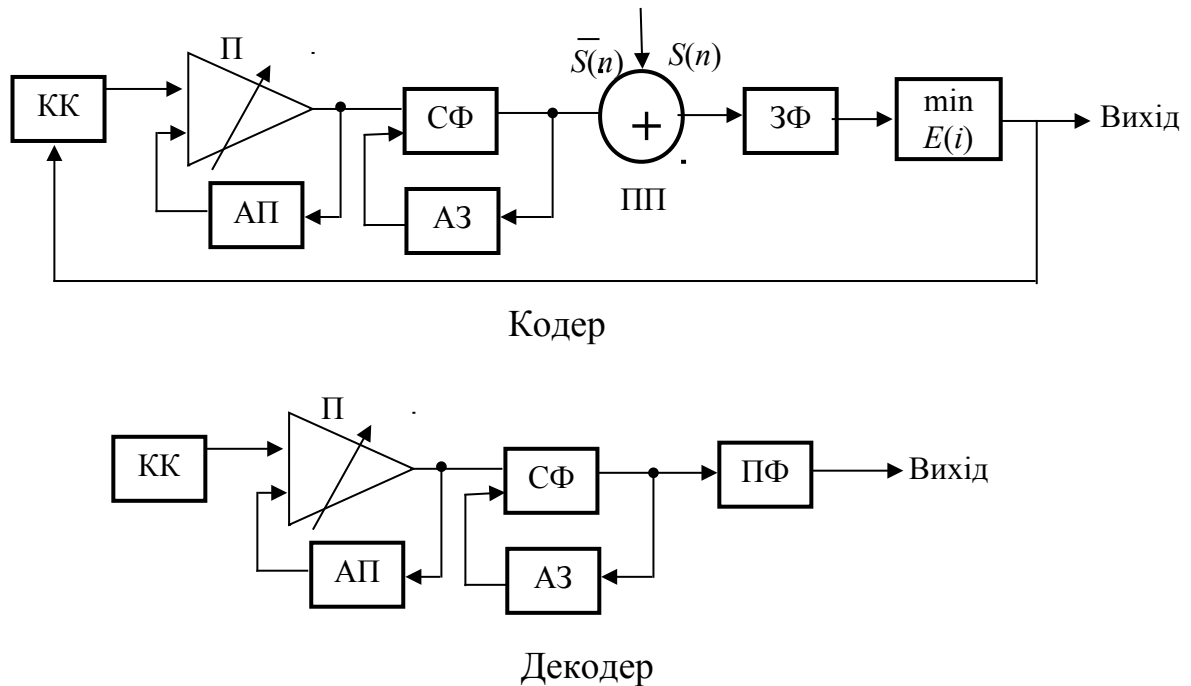 П
S(n)
S(n)
КК
СФ
+
ЗФ
min
E(i)
Вихід
АП
АЗ
ПП
Кодер
П
КК
СФ
ПФ
Вихід
АП
АЗ
Декодер